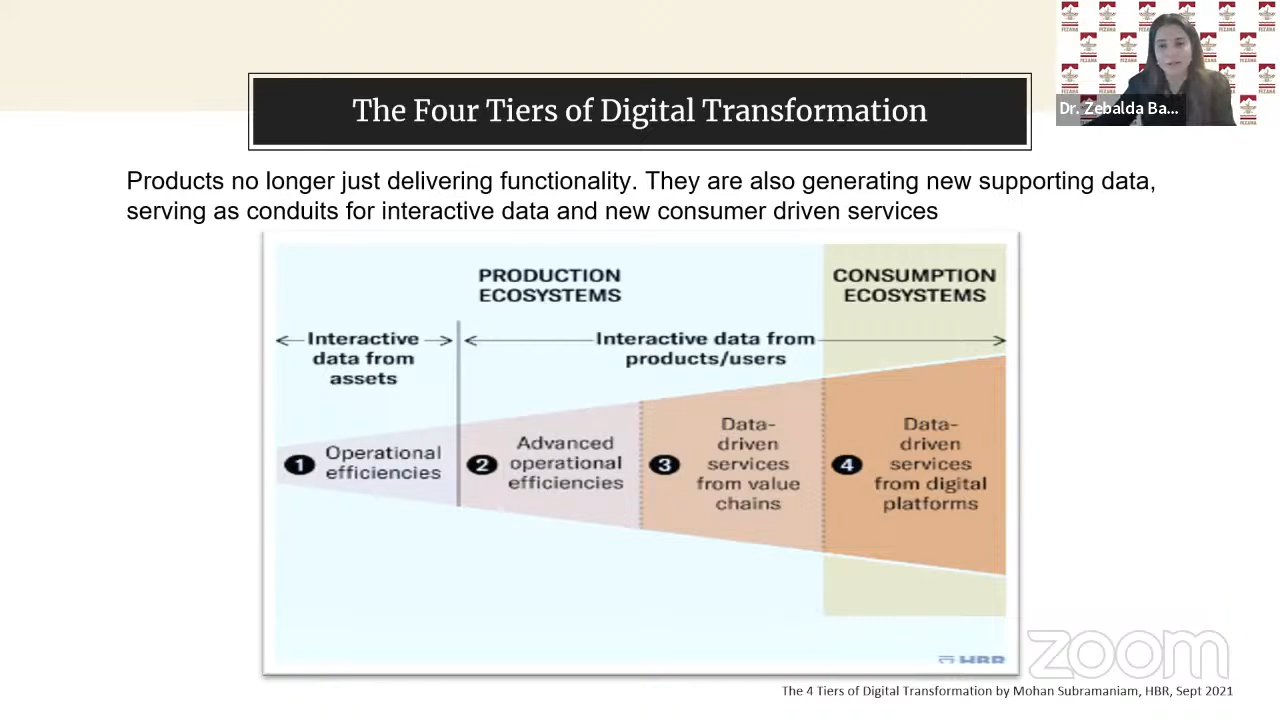 The Four Tiers of Digital Transformation
Dr. Zebalda Ba...
Products no longer just delivering functionality. They are also generating new supporting data,
serving as conduits for interactive data and new consumer driven services
PRODUCTION
ECOSYSTEMS
CONSUMPTION
ECOSYSTEMS
Interactive
data from
assets
Interactive data from
products/users
1 Operational
efficiencies
2 Advanced
operational
efficiencies
3 Data-
driven
services
from value
chains
4 Data-
driven
services
from digital
platforms
HBR
zoom
The 4 Tiers of Digital Transformation by Mohan Subramaniam, HBR, Sept 2021
FEZANA